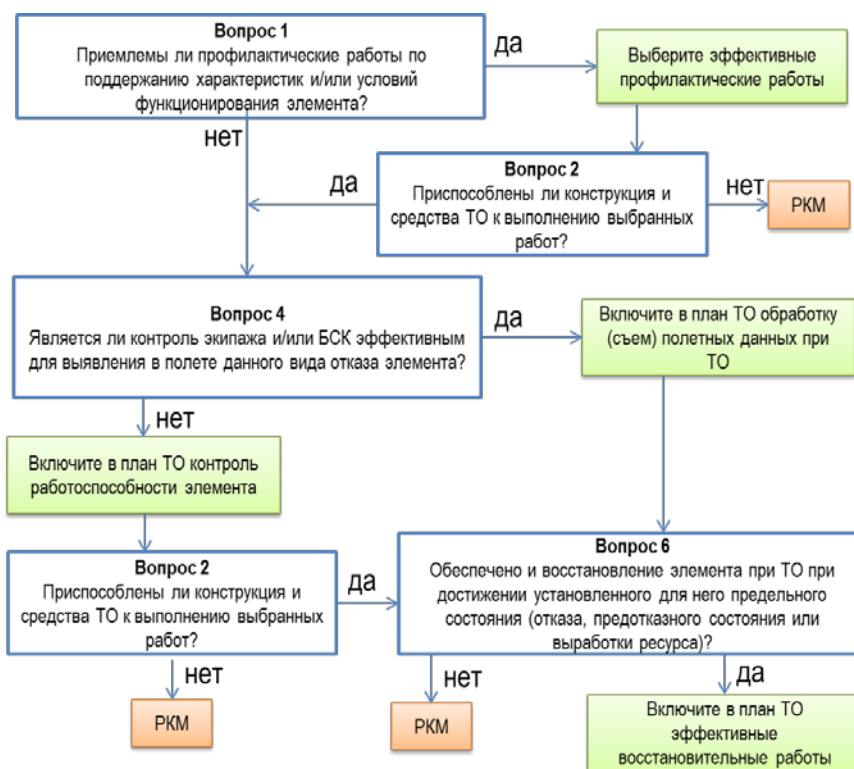 Вопрос 1
Приемлемы ли профилактические работы по
поддержанию характеристик и/или условий
функционирования элемента?
да
Выберите эффективные
профилактические работы
нет
Вопрос 2
Приспособлены ли конструкция и
средства ТО к выполнению выбранных
работ?
да
нет
РКМ
Вопрос 4
Является ли контроль экипажа и/или БСК эффективным
для выявления в полете данного вида отказа элемента?
да
Включите в план ТО обработку
(съем) полетных данных при
ТО
нет
Включите в план ТО контроль
работоспособности элемента
Вопрос 2
Приспособлены ли конструкция и
средства ТО к выполнению выбранных
работ?
да
нет
РКМ
Вопрос 6
Обеспечено и восстановление элемента при ТО при
достижении установленного для него предельного
состояния (отказа, предотказного состояния или
выработки ресурса)?
нет
РКМ
да
Включите в план ТО
эффективные
восстановительные работы